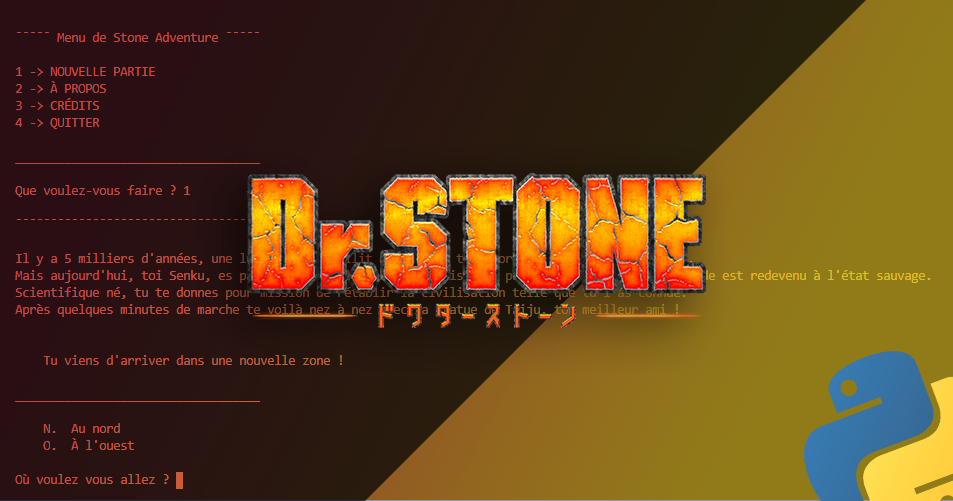 ----- Menu de Stone Adventure -----
1 -> NOUVELLE PARTIE
2 -> À PROPOS
3 -> CRÉDITS
4 -> QUITTER
Que voulez-vous faire ? 1
Dr.STONE
Il y a 5 milliers d'années, une
Mais aujourd'hui, toi Senku, es est redevenu à l'état sauvage.
Scientifique né, tu te donnes pour mission de rétablir la civilisation telle que tu l'as connue.
Après quelques minutes de marche te voilà nez à nez avec la statue de Taiju, ton meilleur ami !
ドクターストーン
Tu viens d'arriver dans une nouvelle zone !
N. Au nord
O. À l'ouest
Où voulez vous allez ?